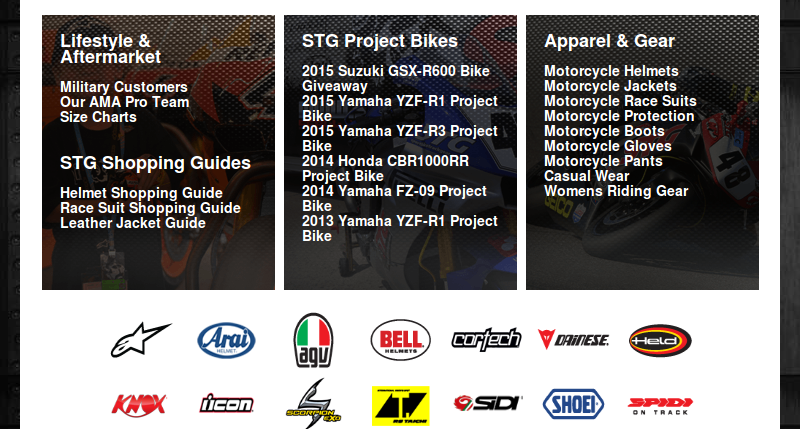 Lifestyle &
Aftermarket
Military Customers
Our AMA Pro Team
Size Charts
STG Shopping Guides
Helmet Shopping Guide
Race Suit Shopping Guide
Leather Jacket Guide
STG Project Bikes
2015 Suzuki GSX-R600 Bike
Giveaway
2015 Yamaha YZF-R1 Project
Bike
2015 Yamaha YZF-R3 Project
Bike
2014 Honda CBR1000RR
Project Bike
2014 Yamaha FZ-09 Project
Bike
2013 Yamaha YZF-R1 Project
Bike
Apparel & Gear
Motorcycle Helmets
Motorcycle Jackets
Motorcycle Race Suits
Motorcycle Protection
Motorcycle Boots
Motorcycle Gloves
Motorcycle Pants
Casual Wear
Womens Riding Gear
48
GEICO
Arai
HELMET
agv
BELL
HELMETS
CORTECH
DAINESE
Held
KNOX
iicon
SCORPION EXO
RS TAICHI
SIDI
SHOEI
SPIDI
ON TRACK